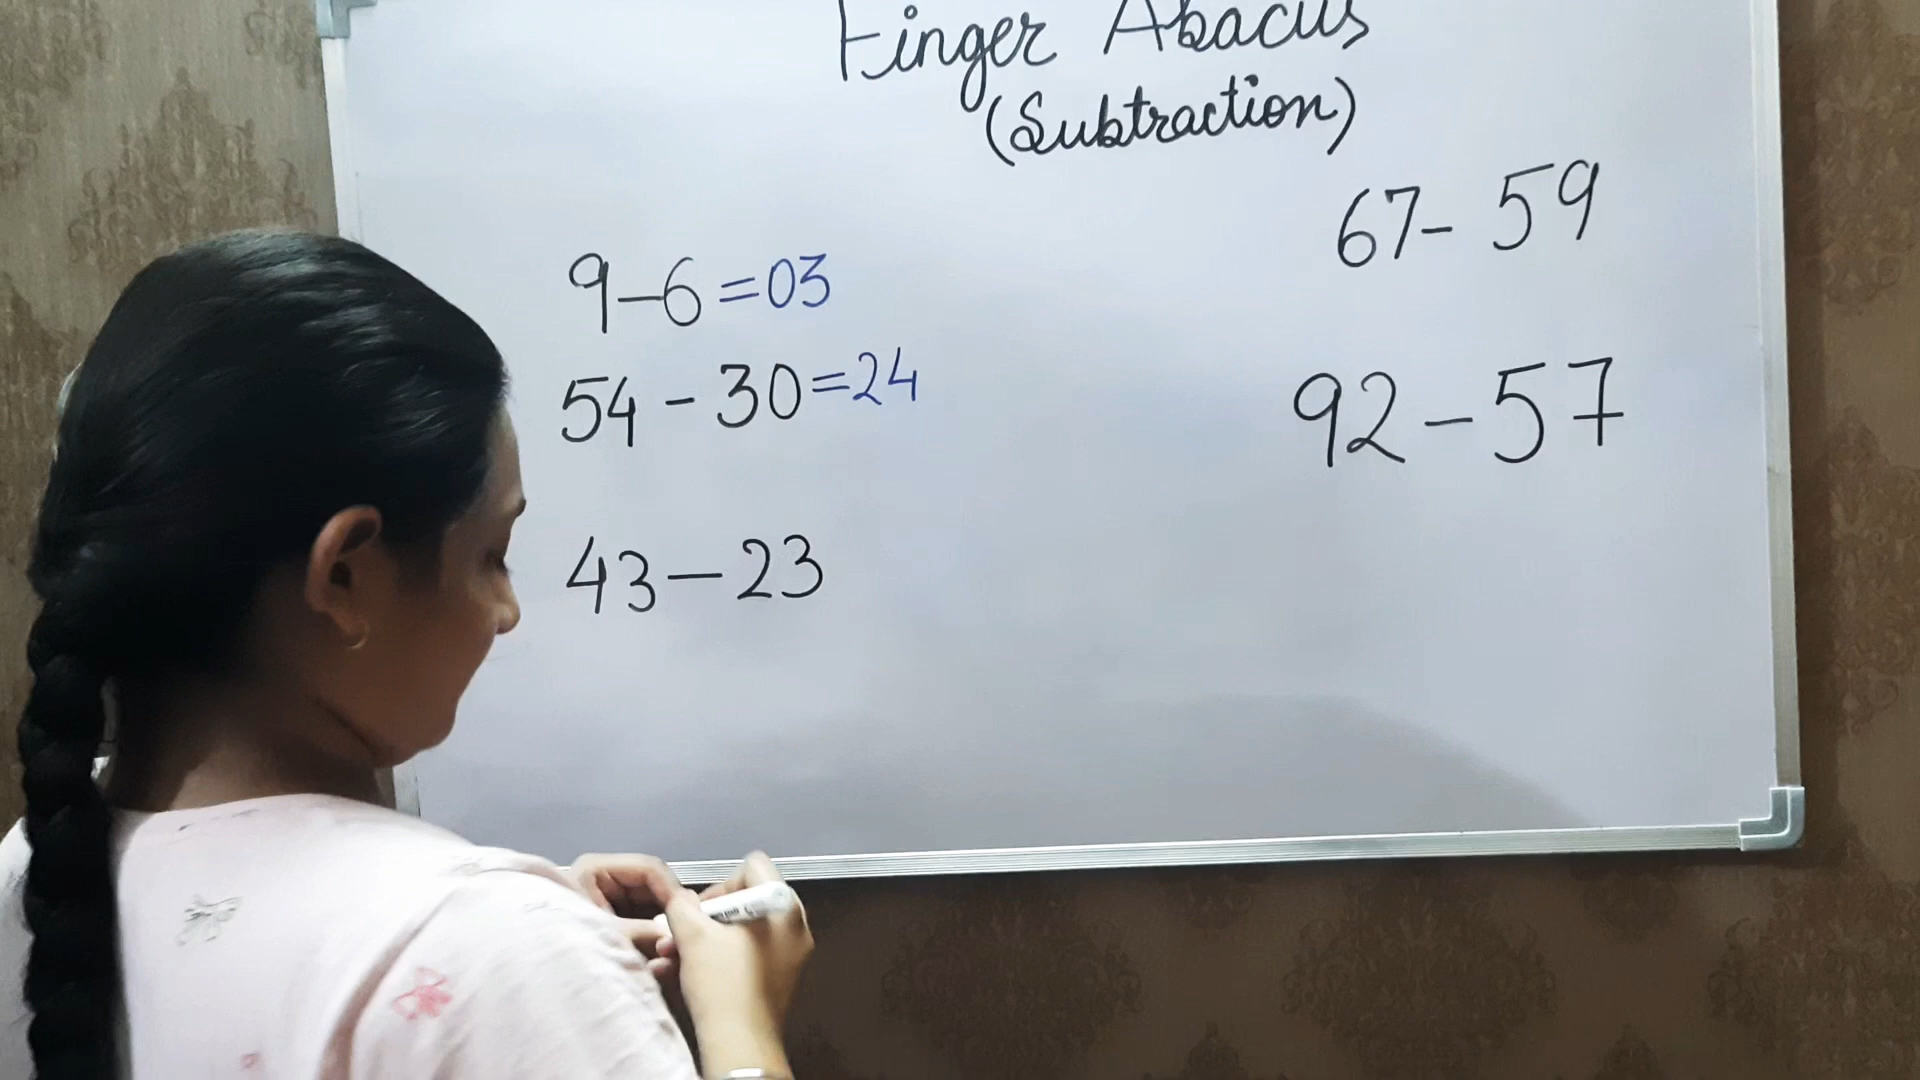 Finger Abacus
(Subtraction)
9-6=03
54-30=24
43-23
67-59
92-57